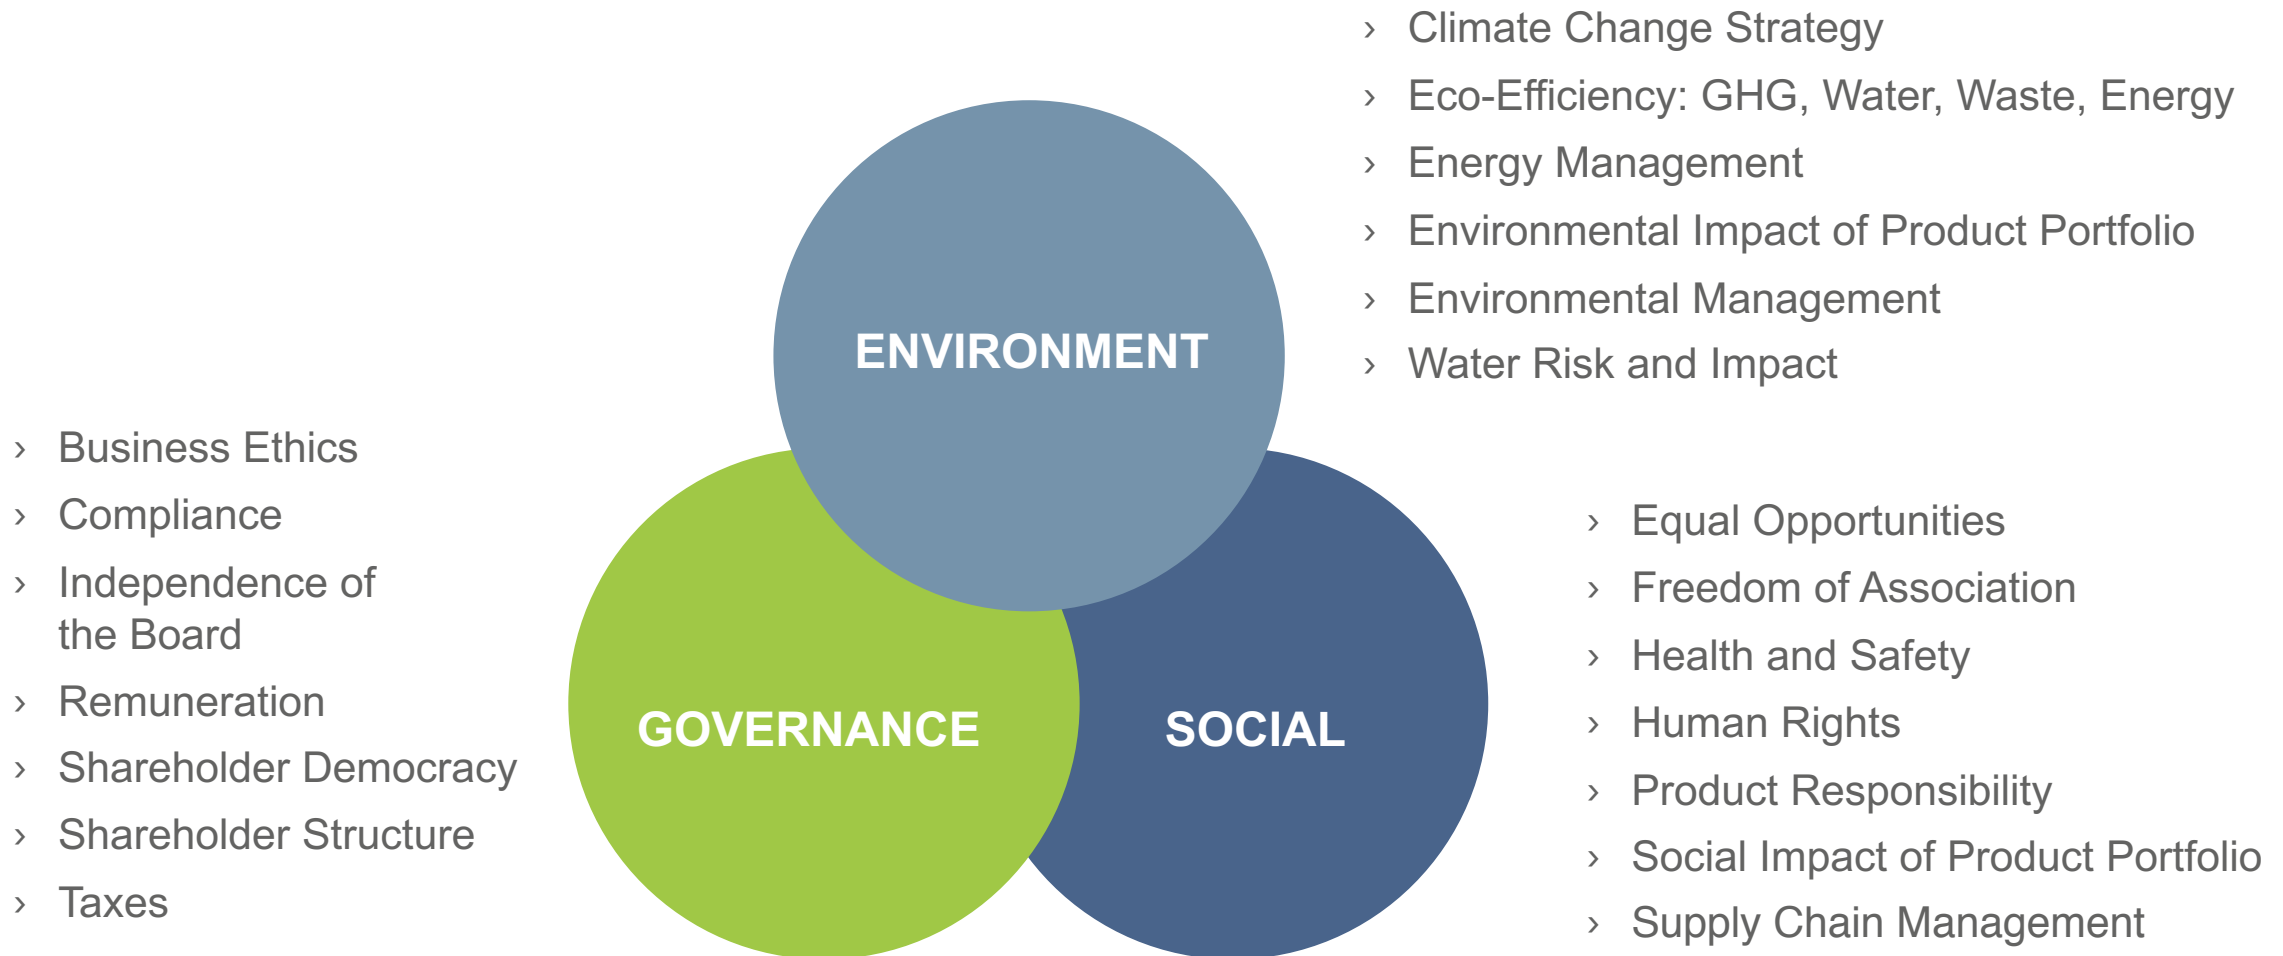 › Climate Change Strategy
› Eco-Efficiency: GHG, Water, Waste, Energy
› Energy Management
› Environmental Impact of Product Portfolio
› Environmental Management
› Water Risk and Impact
ENVIRONMENT
› Business Ethics
› Compliance
› Independence of
the Board
› Remuneration
› Shareholder Democracy
› Shareholder Structure
› Taxes
GOVERNANCE
SOCIAL
› Equal Opportunities
› Freedom of Association
› Health and Safety
› Human Rights
› Product Responsibility
› Social Impact of Product Portfolio
› Supply Chain Management